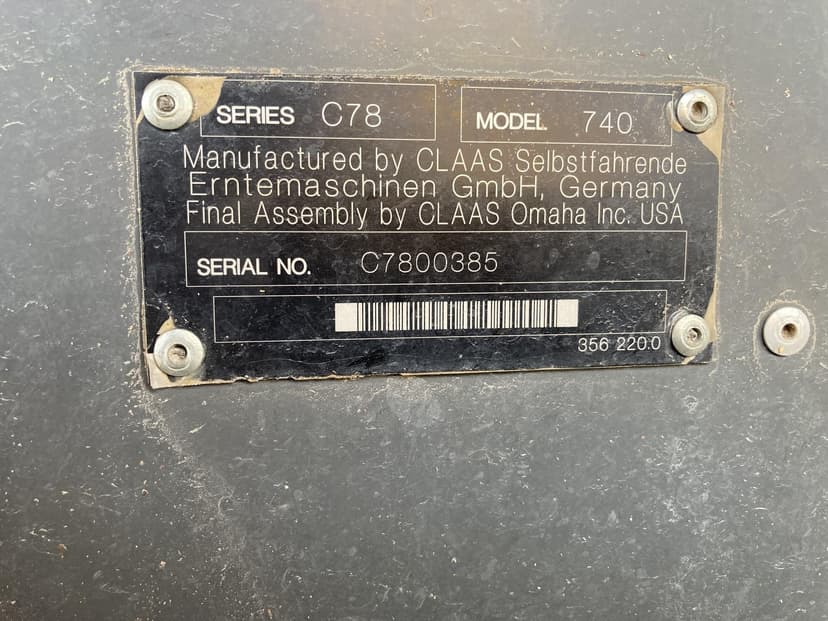 SERIES C78 MODEL 740
Manufactured by CLAAS Selbstfahrende
Erntemaschinen GmbH, Germany
Final Assembly by CLAAS Omaha Inc. USA
SERIAL NO. C7800385
356 220.0